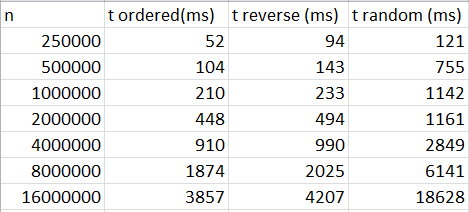 n t ordered(ms) t reverse (ms) t random (ms)
250000 52 94 121
500000 104 143 755
1000000 210 233 1142
2000000 448 494 1161
4000000 910 990 2849
8000000 1874 2025 6141
16000000 3857 4207 18628